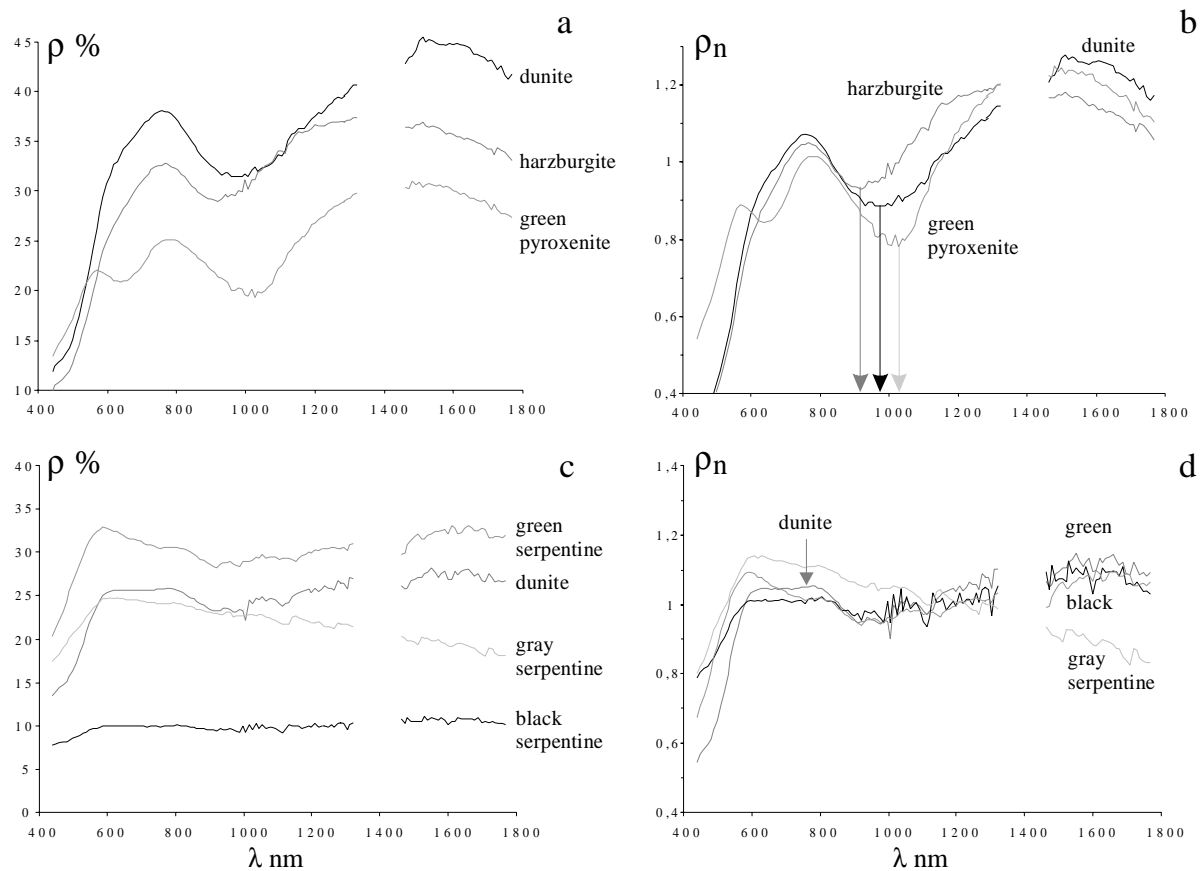 a
ρ %
45
40
35
30
25
20
15
10
400 600 800 1000 1200 1400 1600 1800
dunite
harzburgite
green
pyroxenite
b
ρn
1,2
1
0,8
0,6
0,4
400 600 800 1000 1200 1400 1600 1800
dunite
harzburgite
green
pyroxenite
c
ρ %
40
35
30
25
20
15
10
5
0
400 600 800 1000 1200 1400 1600 1800
λ nm
green
serpentine
dunite
gray
serpentine
black
serpentine
d
ρn
1,4
1,2
1
0,8
0,6
0,4
400 600 800 1000 1200 1400 1600 1800
λ nm
dunite
green
black
gray
serpentine